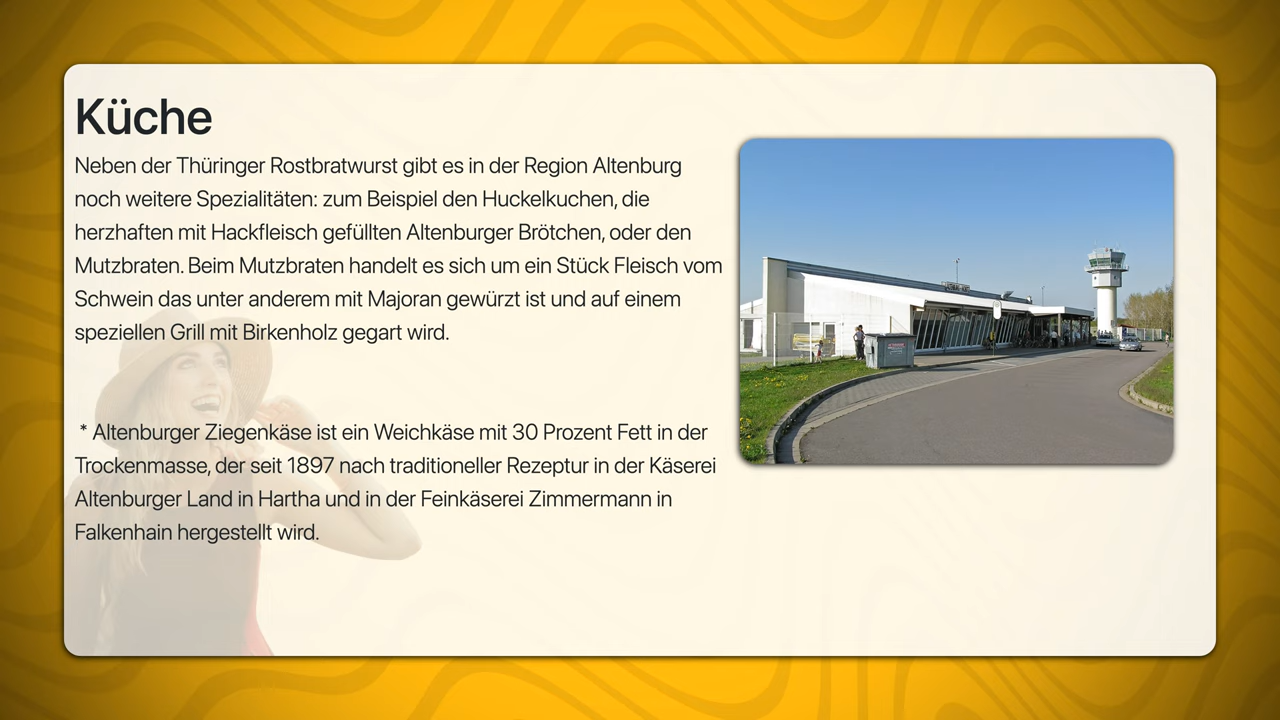 Küche
Neben der Thüringer Rostbratwurst gibt es in der Region Altenburg
noch weitere Spezialitäten: zum Beispiel den Huckelkuchen, die
herzhaften mit Hackfleisch gefüllten Altenburger Brötchen, oder den
Mutzbraten. Beim Mutzbraten handelt es sich um ein Stück Fleisch vom
Schwein das unter anderem mit Majoran gewürzt ist und auf einem
speziellen Grill mit Birkenholz gegart wird.
* Altenburger Ziegenkäse ist ein Weichkäse mit 30 Prozent Fett in der
Trockenmasse, der seit 1897 nach traditioneller Rezeptur in der Käserei
Altenburger Land in Hartha und in der Feinkäserei Zimmermann in
Falkenhain hergestellt wird.